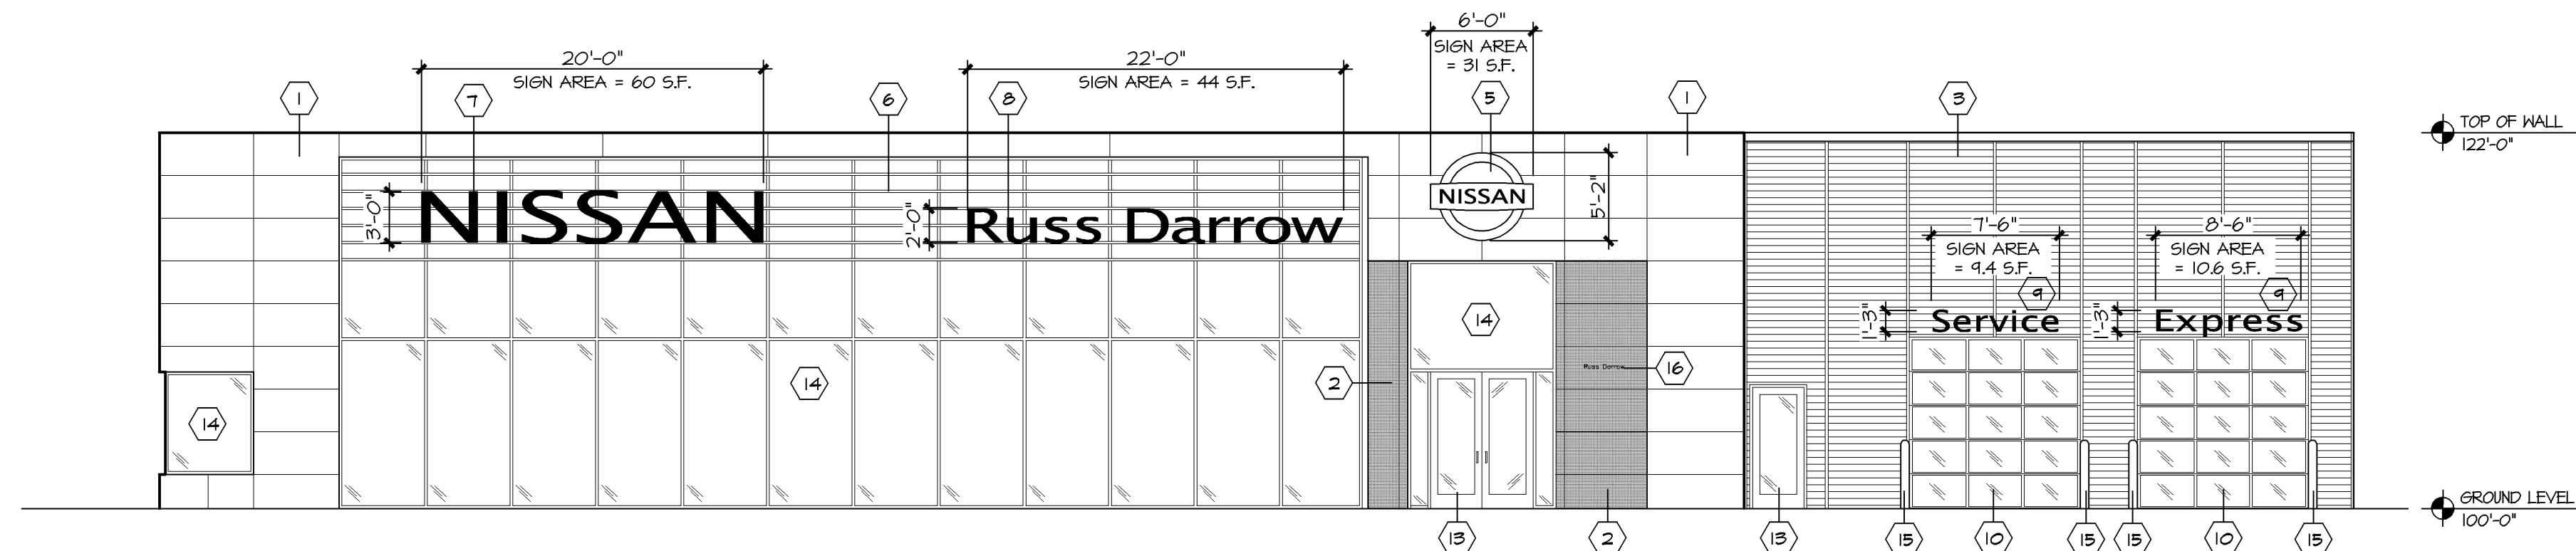 6'-0"
SIGN AREA
= 31 S.F.
20'-0"
SIGN AREA = 60 S.F.
22'-0"
SIGN AREA = 44 S.F.
1
7
6
8
5
1
3
TOP OF WALL
122'-0"
3'-0"
NISSAN
2'-0"
Russ Darrow
NISSAN
5'-2"
7'-6"
SIGN AREA
= 9.4 S.F.
9
8'-6"
SIGN AREA
= 10.6 S.F.
9
1'-3"
Service
1'-3"
Express
14
14
14
2
Russ Darrow
16
GROUND LEVEL
100'-0"
13
2
13
15
10
15
15
10
15